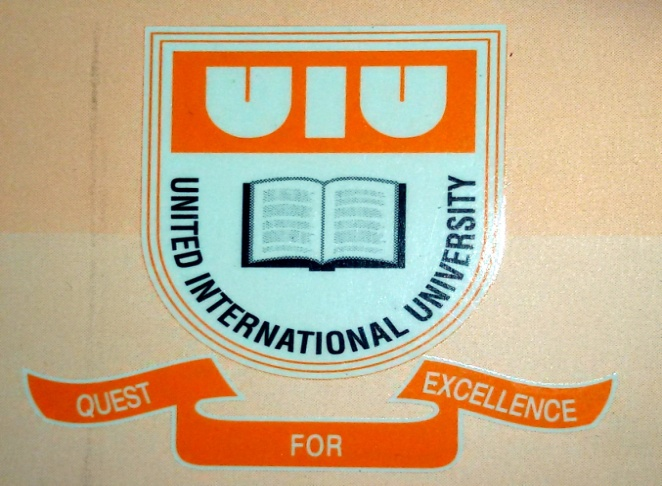 UIU
UNITED INTERNATIONAL UNIVERSITY
QUEST
FOR
EXCELLENCE